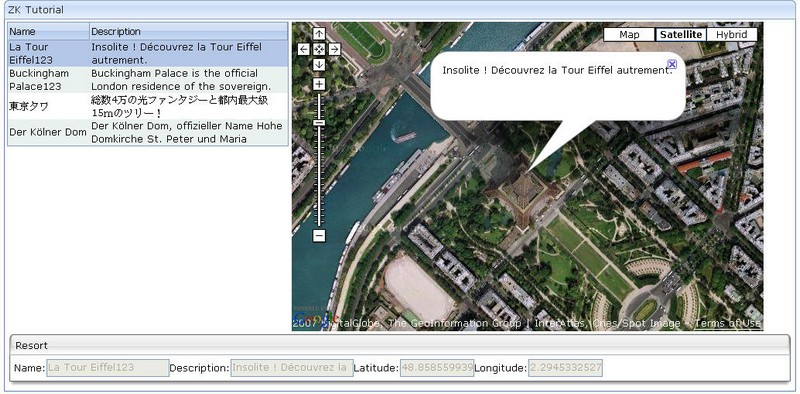 ZK Tutorial
Name Description
La Tour Eiffel123
Insolite ! Découvrez la Tour Eiffel autrement.
Buckingham Palace123
Buckingham Palace is the official London residence of the sovereign.
東京タワ
総数4万の光ファンタジーと都内最大級
15mのツリー！
Der Kölner Dom
Der Kölner Dom, offizieller Name Hohe
Domkirche St. Peter und Maria
Map Satellite Hybrid
Insolite ! Découvrez la Tour Eiffel autrement.
2007 DigitalGlobe, The GeoInformation Group | InterAtlas, Cnes/Spot Image - Terms of Use
Resort
Name: La Tour Eiffel123 Description: Insolite ! Découvrez la Latitude: 48.858559939 Longitude: 2.2945332527